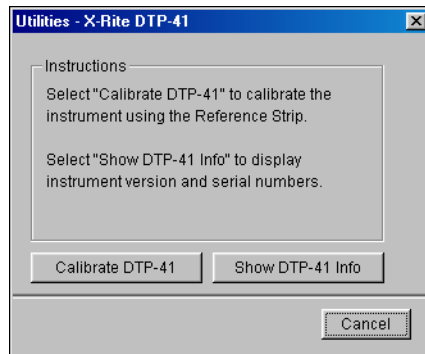 Utilities - X-Rite DTP-41
Instructions
Select "Calibrate DTP-41" to calibrate the
instrument using the Reference Strip.
Select "Show DTP-41 Info" to display
instrument version and serial numbers.
Calibrate DTP-41
Show DTP-41 Info
Cancel